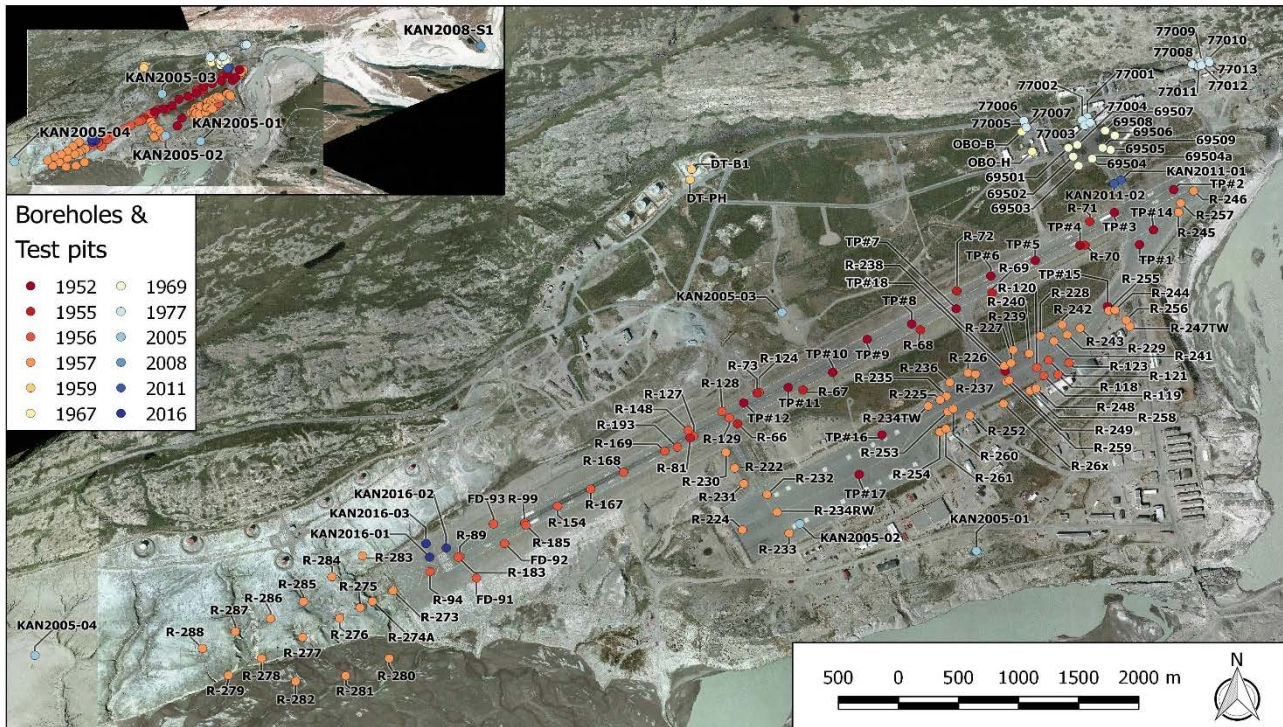 KAN2008-S1
KAN2005-03
KAN2005-04
KAN2005-01
KAN2005-02
Boreholes &
Test pits
1952
1955
1956
1957
1959
1967
1969
1977
2005
2008
2011
2016
77009
77010
77008
77013
77011
77012
77001
77002
77004
69507
77006
77007
69508
77005
69506
77003
69509
OBO-B
69505
OBO-H
69504a
69501
69504
KAN2011-01
69502
KAN2011-02
69503
TP#2
R-246
R-257
R-245
DT-B1
DT-PH
R-71
TP#14
TP#4
TP#3
TP#7
R-72
TP#5
R-70
TP#1
R-238
TP#6
R-69
TP#15
R-255
TP#18
R-120
R-244
R-240
R-228
R-256
R-239
R-242
R-247TW
KAN2005-03
TP#8
R-227
R-243
R-229
R-68
R-226
R-241
R-124
TP#10
TP#9
R-236
R-123
R-73
R-235
R-237
R-121
R-128
R-118
R-127
R-67
R-225
R-119
R-148
TP#11
R-248
R-193
TP#12
R-234TW
R-258
R-129
R-66
R-252
R-249
R-169
TP#16
R-253
R-259
R-168
R-81
R-222
R-260
R-26x
R-230
R-254
R-261
R-231
R-232
TP#17
KAN2016-02
FD-93
R-99
R-167
R-234RW
KAN2016-03
R-154
R-224
KAN2005-01
KAN2016-01
R-89
R-185
R-233
KAN2005-02
R-284
R-283
FD-92
R-275
R-183
R-285
R-94
FD-91
R-286
R-273
R-287
R-276
R-274A
R-288
R-277
KAN2005-04
R-278
R-280
R-279
R-281
R-282
500 0 500 1000 1500 2000 m
N